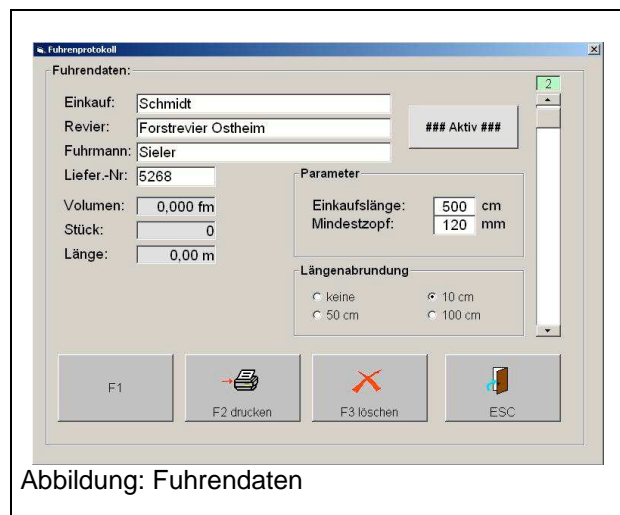 Fuhrenprotokoll
Fuhrendaten:
2
Einkauf: Schmidt
Revier: Forstrevier Ostheim
Fuhrmann: Sieler
Liefer.-Nr: 5268
### Aktiv ###
Volumen: 0,000 fm
Stück: 0
Länge: 0,00 m
Parameter
Einkaufslänge: 500 cm
Mindestzopf: 120 mm
Längenabrundung
keine 10 cm
50 cm 100 cm
F1
F2 drucken
F3 löschen
ESC
Abbildung: Fuhrendaten